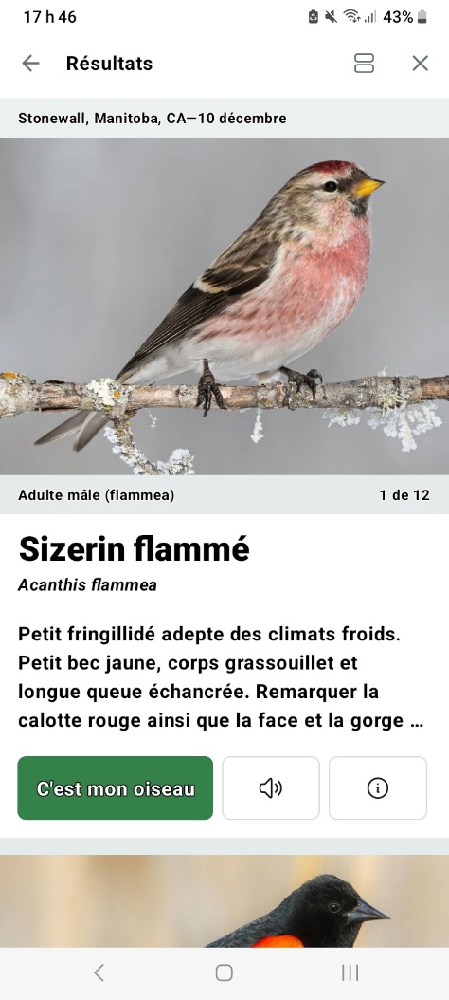 17 h 46
43%
Résultats
Stonewall, Manitoba, CA—10 décembre
Adulte mâle (flammea)
1 de 12
Sizerin flammé
Acanthis flammea
Petit fringillidé adepte des climats froids.
Petit bec jaune, corps grassouillet et
longue queue échancrée. Remarquer la
calotte rouge ainsi que la face et la gorge ...
C'est mon oiseau